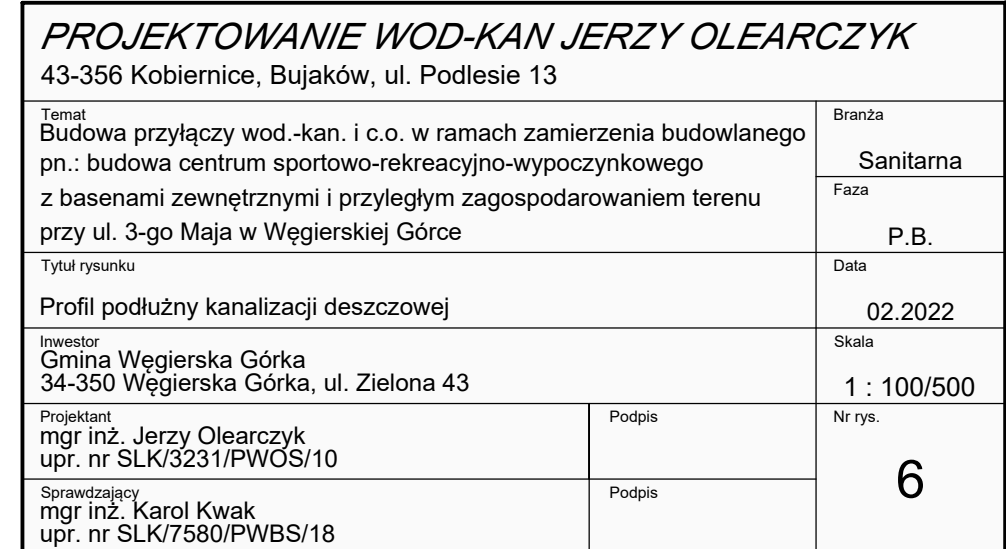 PROJEKTOWANIE WOD-KAN JERZY OLEARCZYK
43-356 Kobiernice, Bujaków, ul. Podlesie 13
Temat
Budowa przyłączy wod.-kan. i c.o. w ramach zamierzenia budowlanego
pn.: budowa centrum sportowo-rekreacyjno-wypoczynkowego
z basenami zewnętrznymi i przyległym zagospodarowaniem terenu
przy ul. 3-go Maja w Węgierskiej Górce
Branża
Sanitarna
Faza
P.B.
Tytuł rysunku
Profil podłużny kanalizacji deszczowej
Data
02.2022
Inwestor
Gmina Węgierska Górka
34-350 Węgierska Górka, ul. Zielona 43
Skala
1 : 100/500
Projektant
mgr inż. Jerzy Olearczyk
upr. nr SLK/3231/PWOS/10
Podpis
Nr rys.
6
Sprawdzający
mgr inż. Karol Kwak
upr. nr SLK/7580/PWBS/18
Podpis